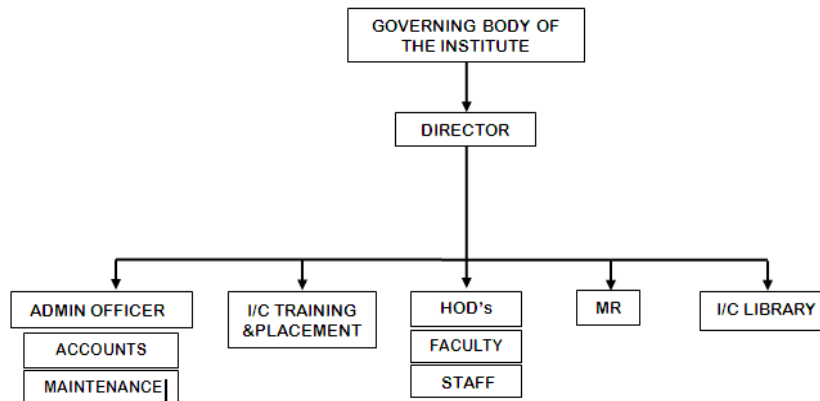 GOVERNING BODY OF
THE INSTITUTE
DIRECTOR
ADMIN OFFICER
ACCOUNTS
MAINTENANCE
I/C TRAINING
&PLACEMENT
HOD's
FACULTY
STAFF
MR
I/C LIBRARY